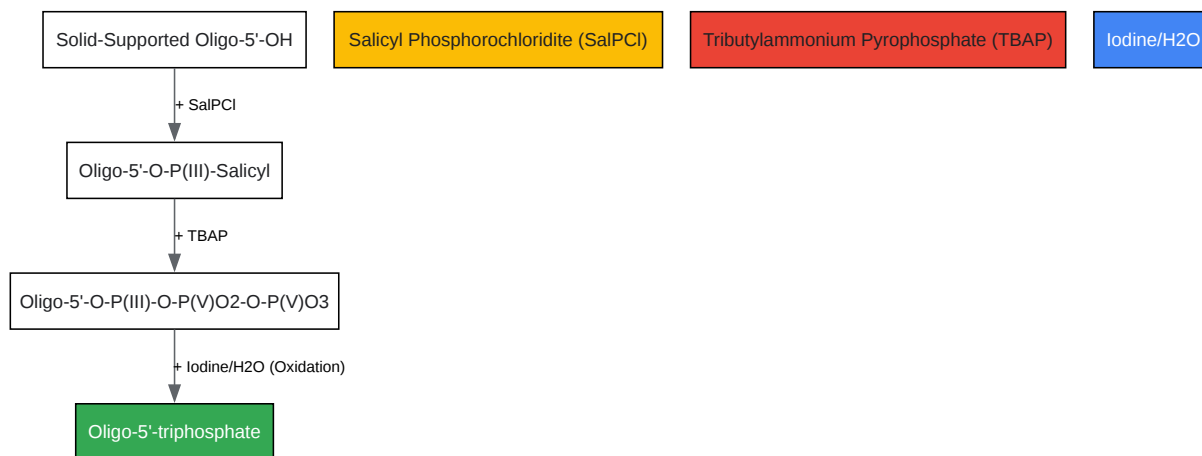 Solid-Supported Oligo-5'-OH
Salicyl Phosphorochloridite (SalPCl)
Tributylammonium Pyrophosphate (TBAP)
Iodine/H2O
+ SalPCl
Oligo-5'-O-P(III)-Salicyl
+ TBAP
Oligo-5'-O-P(III)-O-P(V)O2-O-P(V)O3
+ Iodine/H2O (Oxidation)
Oligo-5'-triphosphate